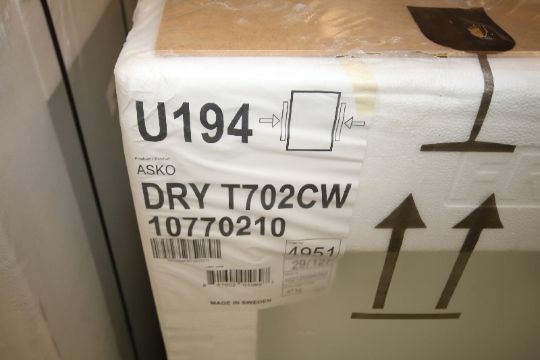 U194
ASKO
DRY T702CW
10770210
4951
MADE IN SWEDEN